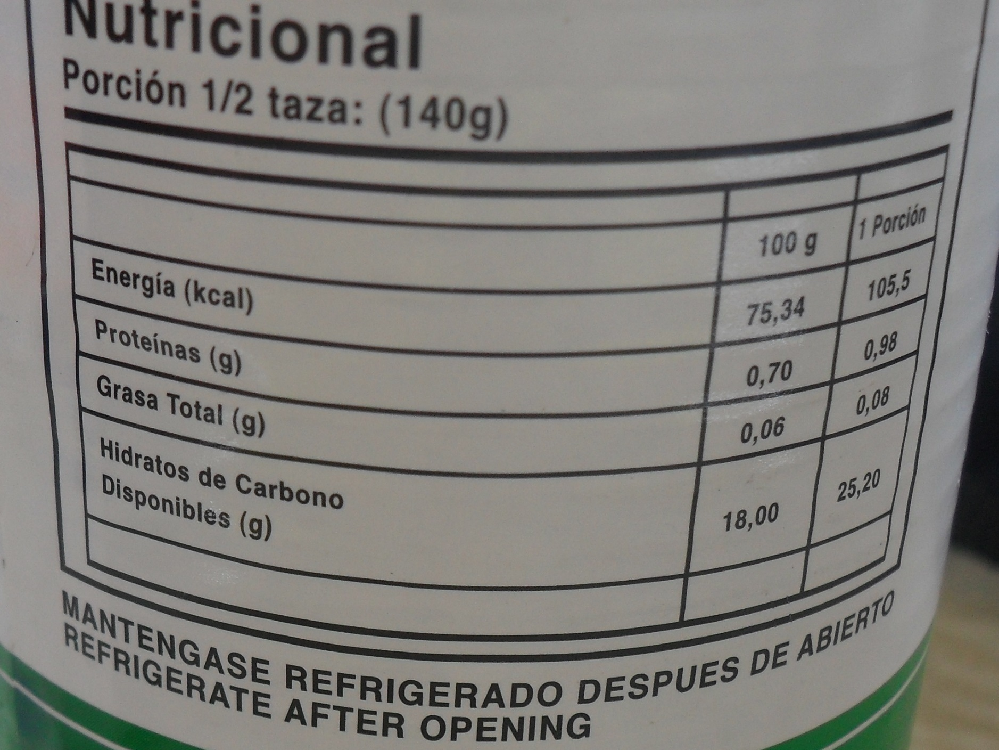 Nutricional
Porción 1/2 taza: (140g)
100 g 1 Porción
Energía (kcal) 75,34 105,5
Proteínas (g) 0,70 0,98
Grasa Total (g) 0,06 0,08
Hidratos de Carbono
Disponibles (g) 18,00 25,20
MANTENGASE REFRIGERADO DESPUES DE ABIERTO
REFRIGERATE AFTER OPENING